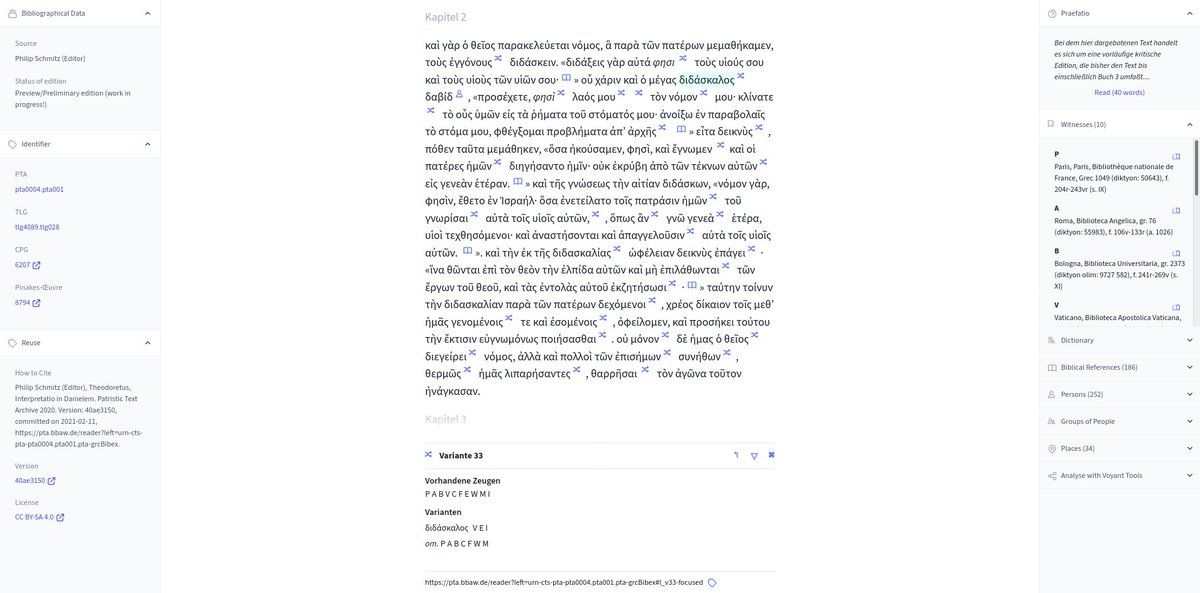 Bibliographical Data
Source
Philip Schmitz (Editor)
Status of edition
Preview/Preliminary edition (work in
progress!)
Identifier
PTA
pta0004.pta001
TLG
tlg4089.tlg028
CPG
6207
Pinakes-Œuvre
8794
Reuse
How to Cite
Philip Schmitz (Editor), Theodoretus,
Interpretatio in Danielem. Patristic Text
Archive 2020. Version: 40ae3150,
committed on 2021-02-11,
https://pta.bbaw.de/reader?left=urn-cts-
pta-pta0004.pta001.pta-grcBibex.
Version
40ae3150
License
CC BY-SA 4.0
Kapitel 2
καὶ γὰρ ὁ θεῖος παρακελεύεται νόμος, ἃ παρὰ τῶν πατέρων μεμαθήκαμεν,
τοὺς ἐγγόνους διδάσκειν. «διδάξεις γὰρ αὐτά φησι τοὺς υἱούς σου
καὶ τοὺς υἱοὺς τῶν υἱῶν σου· » οὗ χάριν καὶ ὁ μέγας διδάσκαλος
δαβίδ , «προσέχετε, φησὶ λαός μου τὸν νόμον μου· κλίνατε
τὸ οὖς ὑμῶν εἰς τὰ ῥήματα τοῦ στόματός μου· ἀνοίξω ἐν παραβολαῖς
τὸ στόμα μου, φθέγξομαι προβλήματα ἀπ’ ἀρχῆς » εἶτα δεικνὺς ,
πόθεν ταῦτα μεμάθηκεν, «ὅσα ἠκούσαμεν, φησὶ, καὶ ἔγνωμεν καὶ οἱ
πατέρες ἡμῶν διηγήσαντο ἡμῖν· οὐκ ἐκρύβη ἀπὸ τῶν τέκνων αὐτῶν
εἰς γενεὰν ἑτέραν. » καὶ τῆς γνώσεως τὴν αἰτίαν διδάσκων, «νόμον γὰρ,
φησὶν, ἔθετο ἐν Ἰσραήλ· ὅσα ἐνετείλατο τοῖς πατράσιν ἡμῶν τοῦ
γνωρίσαι αὐτὰ τοῖς υἱοῖς αὐτῶν, , ὅπως ἂν γνῷ γενεὰ ἑτέρα,
υἱοὶ τεχθησόμενοι· καὶ ἀναστήσονται καὶ ἀπαγγελοῦσιν αὐτὰ τοῖς υἱοῖς
αὐτῶν. ». καὶ τὴν ἐκ τῆς διδασκαλίας ὠφέλειαν δεικνὺς ἐπάγει ·
«ἵνα θῶνται ἐπὶ τὸν θεὸν τὴν ἐλπίδα αὐτῶν καὶ μὴ ἐπιλάθωνται τῶν
ἔργων τοῦ θεοῦ, καὶ τὰς ἐντολὰς αὐτοῦ ἐκζητήσωσι · » ταύτην τοίνυν
τὴν διδασκαλίαν παρὰ τῶν πατέρων δεχόμενοι , χρέος δίκαιον τοῖς μεθ’
ἡμᾶς γενομένοις τε καὶ ἐσομένοις , ὀφείλομεν, καὶ προσήκει τούτου
τὴν ἔκτισιν εὐγνωμόνως ποιήσασθαι . οὐ μόνον δὲ ἡμας ὁ θεῖος
διεγείρει νόμος, ἀλλὰ καὶ πολλοὶ τῶν ἐπισήμων συνήθων ,
θερμῶς ἡμᾶς λιπαρήσαντες , θαρρῆσαι τὸν ἀγῶνα τοῦτον
ἠνάγκασαν.
Kapitel 3
Variante 33
Vorhandene Zeugen
P A B V C F E W M I
Varianten
διδάσκαλος V E I
om. P A B C F W M
https://pta.bbaw.de/reader?left=urn-cts-pta-pta0004.pta001.pta-grcBibex#l_v33-focused
Praefatio
Bei dem hier dargebotenen Text handelt
es sich um eine vorläufige kritische
Edition, die bisher den Text bis
einschließlich Buch 3 umfaßt....
Read (40 words)
Witnesses (10)
P
Paris, Paris, Bibliothèque nationale de
France, Grec 1049 (diktyon: 50643), f.
204r-243vr (s. IX)
A
Roma, Biblioteca Angelica, gr. 76
(diktyon: 55983), f. 106v-133r (a. 1026)
B
Bologna, Biblioteca Universitaria, gr. 2373
(diktyon olim: 9727 582), f. 241r-269v (s.
XI)
V
Vaticano, Biblioteca Apostolica Vaticana,
Dictionary
Biblical References (186)
Persons (252)
Groups of People
Places (34)
Analyse with Voyant Tools